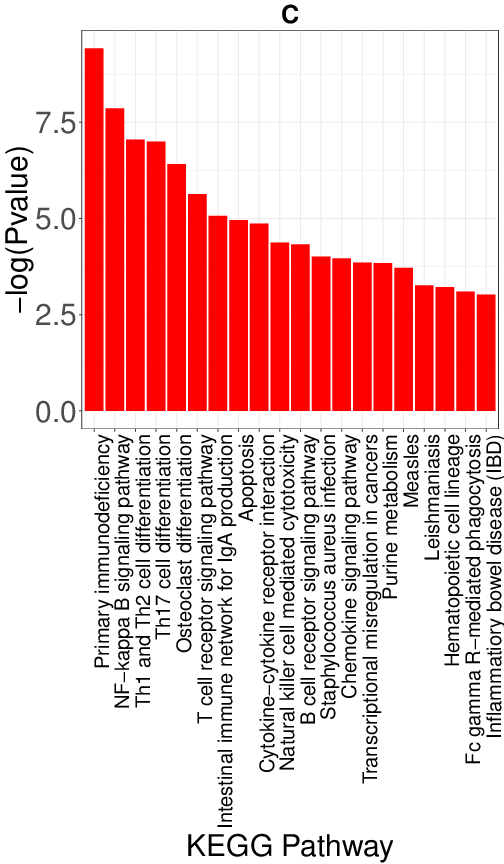 C
−log(Pvalue)
7.5
5.0
2.5
0.0
Primary immunodeficiency
NF−kappa B signaling pathway
Th1 and Th2 cell differentiation
Th17 cell differentiation
Osteoclast differentiation
T cell receptor signaling pathway
Intestinal immune network for IgA production
Apoptosis
Cytokine−cytokine receptor interaction
Natural killer cell mediated cytotoxicity
B cell receptor signaling pathway
Staphylococcus aureus infection
Chemokine signaling pathway
Transcriptional misregulation in cancers
Purine metabolism
Measles
Leishmaniasis
Hematopoietic cell lineage
Fc gamma R−mediated phagocytosis
Inflammatiory bowel disease (IBD)
KEGG Pathway